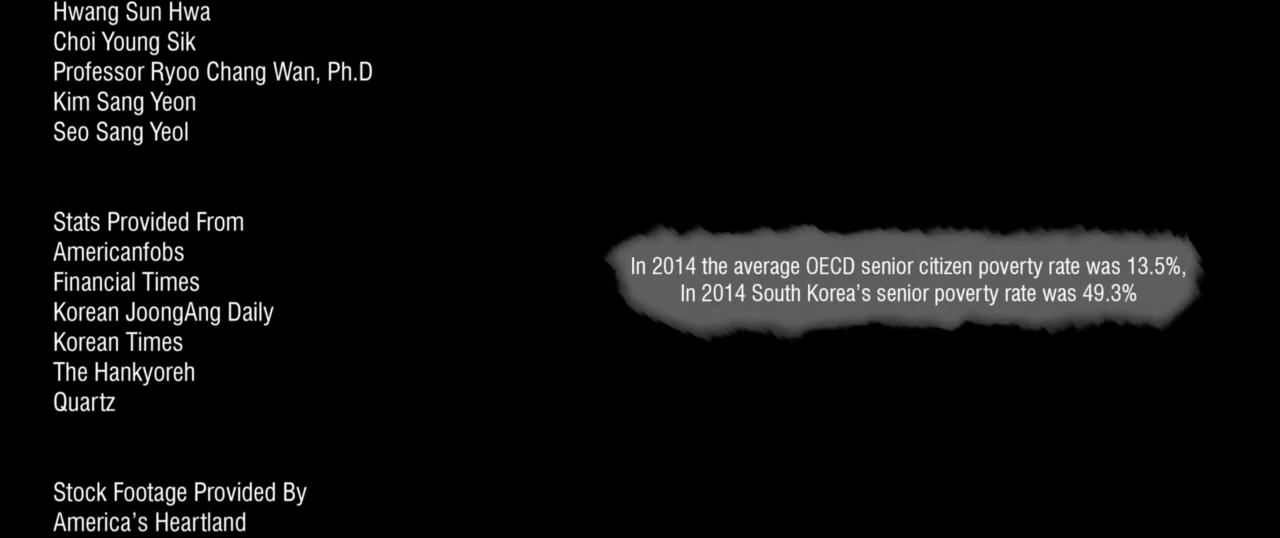 Hwang Sun Hwa
Choi Young Sik
Professor Ryoo Chang Wan, Ph.D
Kim Sang Yeon
Seo Sang Yeol
Stats Provided From
Americanfobs
Financial Times
Korean JoongAng Daily
Korean Times
The Hankyoreh
Quartz
Stock Footage Provided By
America's Heartland
In 2014 the average OECD senior citizen poverty rate was 13.5%,
In 2014 South Korea's senior poverty rate was 49.3%